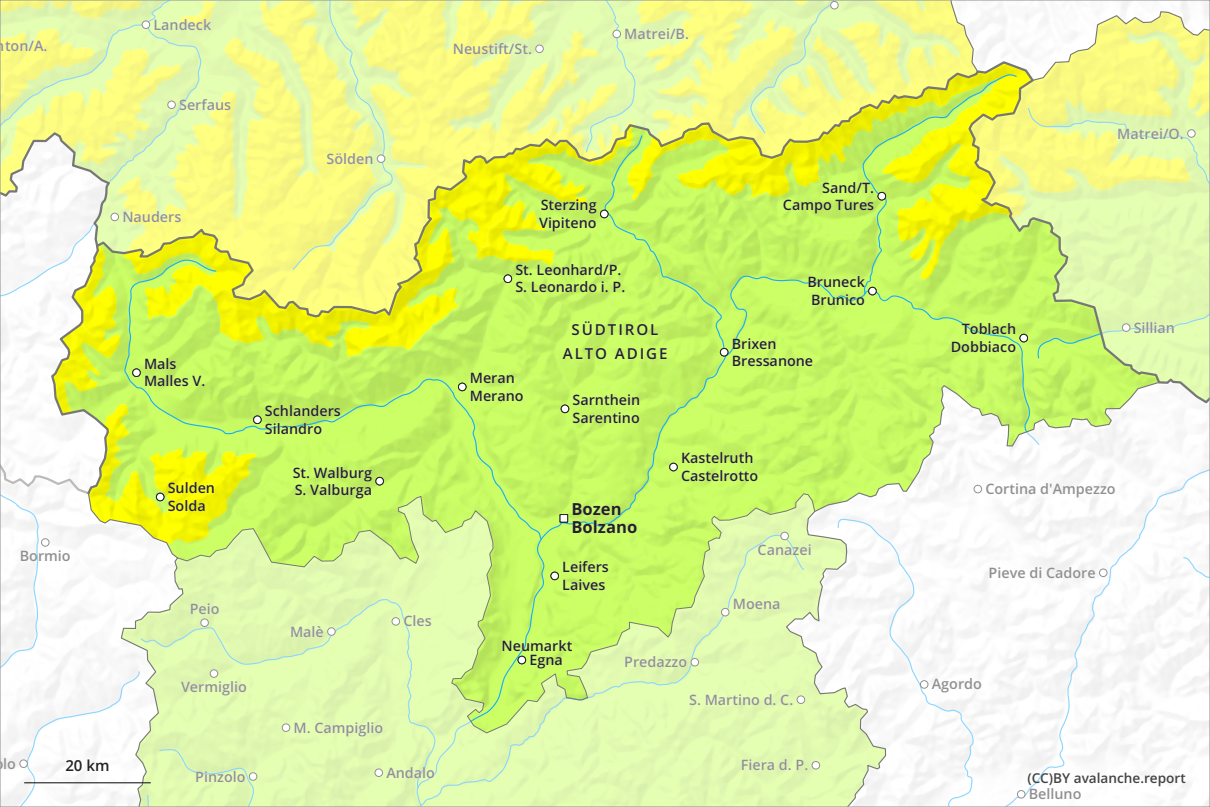 Landeck
Neustift/St.
Matrei/B.
nton/A.
Serfaus
Matrei/O.
Sölden
Sand/T.
Campo Tures
Nauders
Sterzing
Vipiteno
St. Leonhard/P.
S. Leonardo i. P.
Bruneck
Brunico
SÜDTIROL
ALTO ADIGE
Toblach
Dobbiaco
Sillian
Brixen
Bressanone
Mals
Malles V.
Meran
Merano
Schlanders
Silandro
Sarnthein
Sarentino
Kastelruth
Castelrotto
St. Walburg
S. Valburga
Sulden
Solda
Cortina d'Ampezzo
Bozen
Bolzano
Bormio
Canazei
Leifers
Laives
Pieve di Cadore
Peio
Moena
Malè
Cles
Neumarkt
Egna
Predazzo
Vermiglio
Agordo
S. Martino d. C.
M. Campiglio
20 km
lo
Pinzolo
Andalo
Fiera d. P.
(CC)BY avalanche.report
Belluno